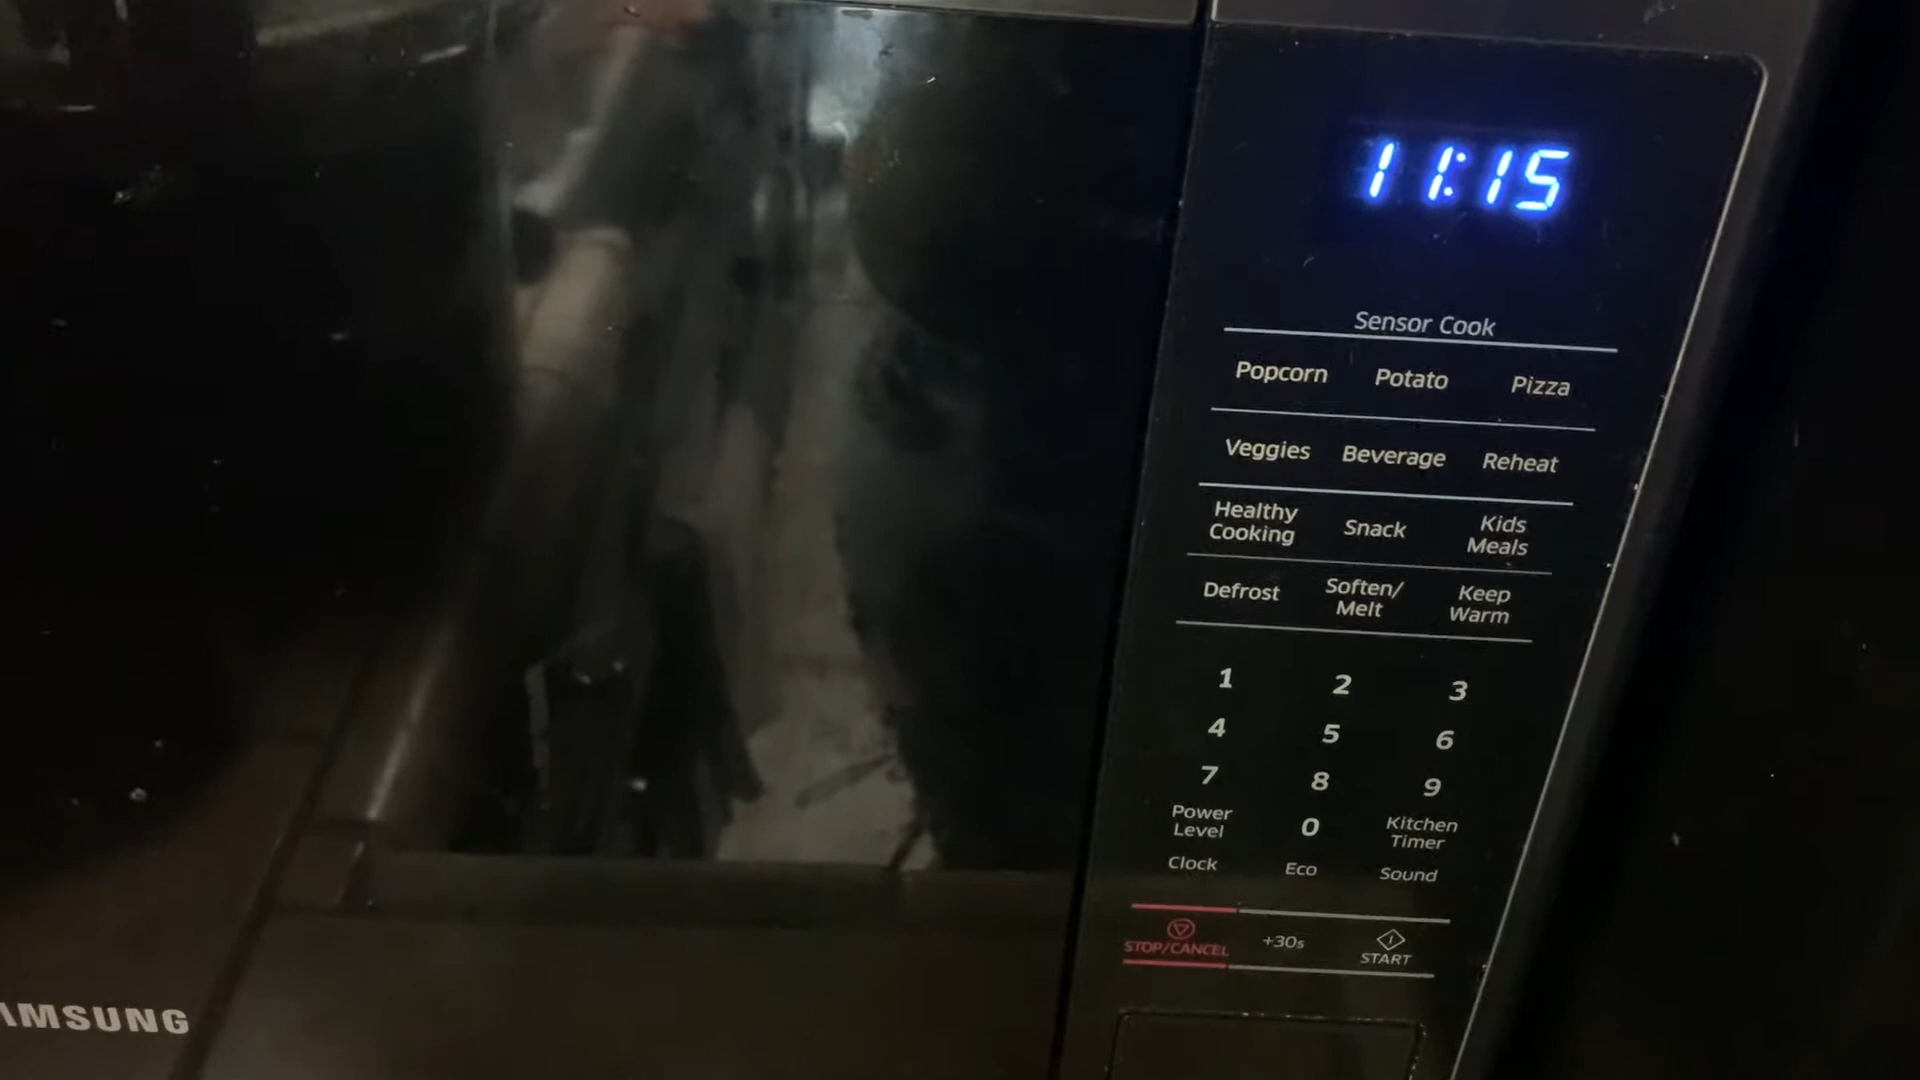 11:15
Sensor Cook
Popcorn Potato Pizza
Veggies Beverage Reheat
Healthy Cooking Snack Kids Meals
Defrost Soften/Melt Keep Warm
1 2 3
4 5 6
7 8 9
Power Level 0 Kitchen Timer
Clock Eco Sound
STOP/CANCEL +30s START
AMSUNG